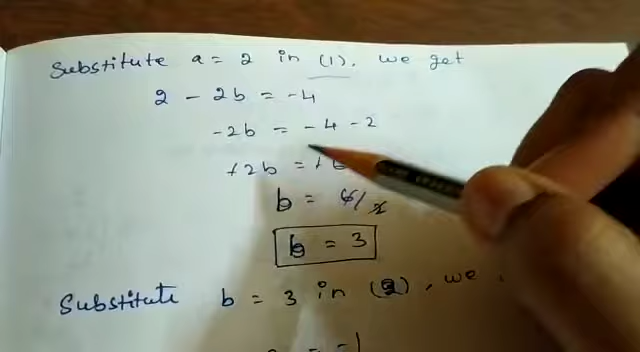 Substitute a = 2 in (1), we get
2 - 2b = -4
-2b = -4 -2
+2b = +6
b = 6/2
b = 3
Substitute b = 3 in (2), we
= -1